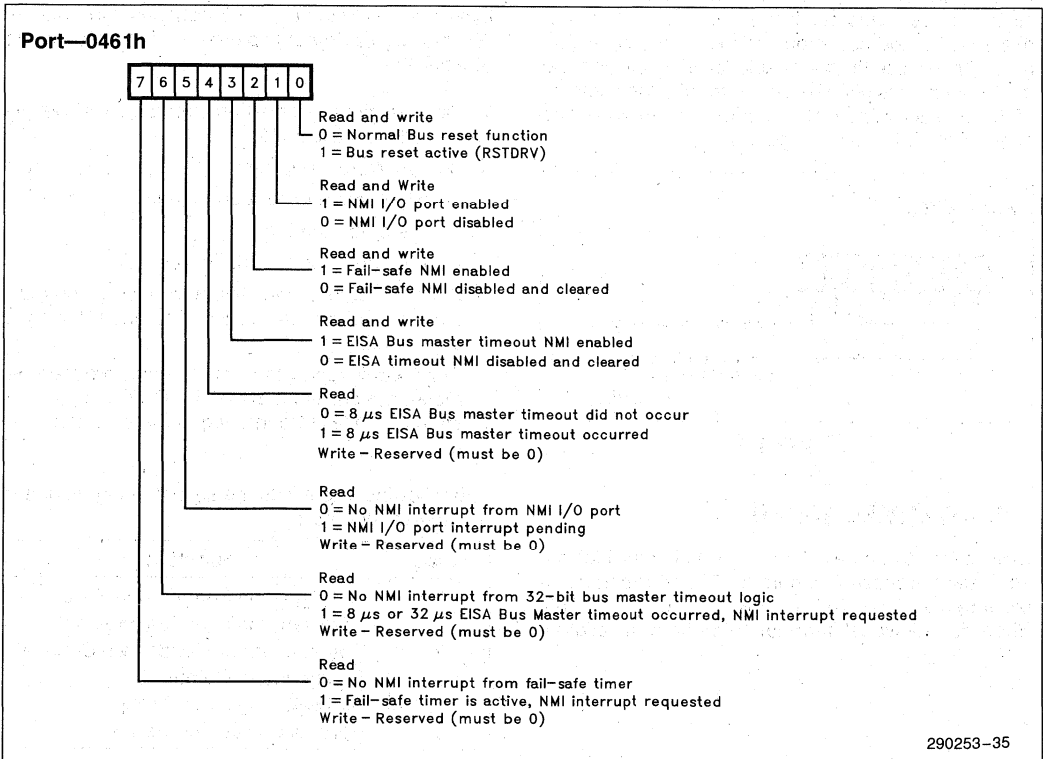 Port—0461h
7 6 5 4 3 2 1 0
Read and write
0 = Normal Bus reset function
1 = Bus reset active (RSTDRV)
Read and Write
1 = NMI I/O port enabled
0 = NMI I/O port disabled
Read and write
1 = Fail-safe NMI enabled
0 = Fail-safe NMI disabled and cleared
Read and write
1 = EISA Bus master timeout NMI enabled
0 = EISA timeout NMI disabled and cleared
Read
0 = 8 μs EISA Bus master timeout did not occur
1 = 8 μs EISA Bus master timeout occurred
Write – Reserved (must be 0)
Read
0 = No NMI interrupt from NMI I/O port
1 = NMI I/O port interrupt pending
Write – Reserved (must be 0)
Read
0 = No NMI interrupt from 32-bit bus master timeout logic
1 = 8 μs or 32 μs EISA Bus Master timeout occurred, NMI interrupt requested
Write – Reserved (must be 0)
Read
0 = No NMI interrupt from fail-safe timer
1 = Fail-safe timer is active, NMI interrupt requested
Write – Reserved (must be 0)
290253–35